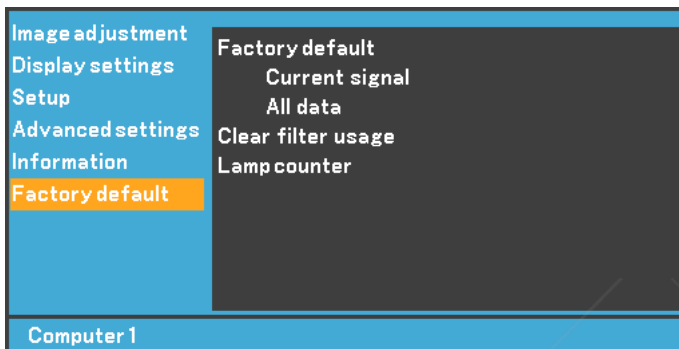 Image adjustment
Display settings
Setup
Advanced settings
Information
Factory default
Factory default
Current signal
All data
Clear filter usage
Lamp counter
Computer 1